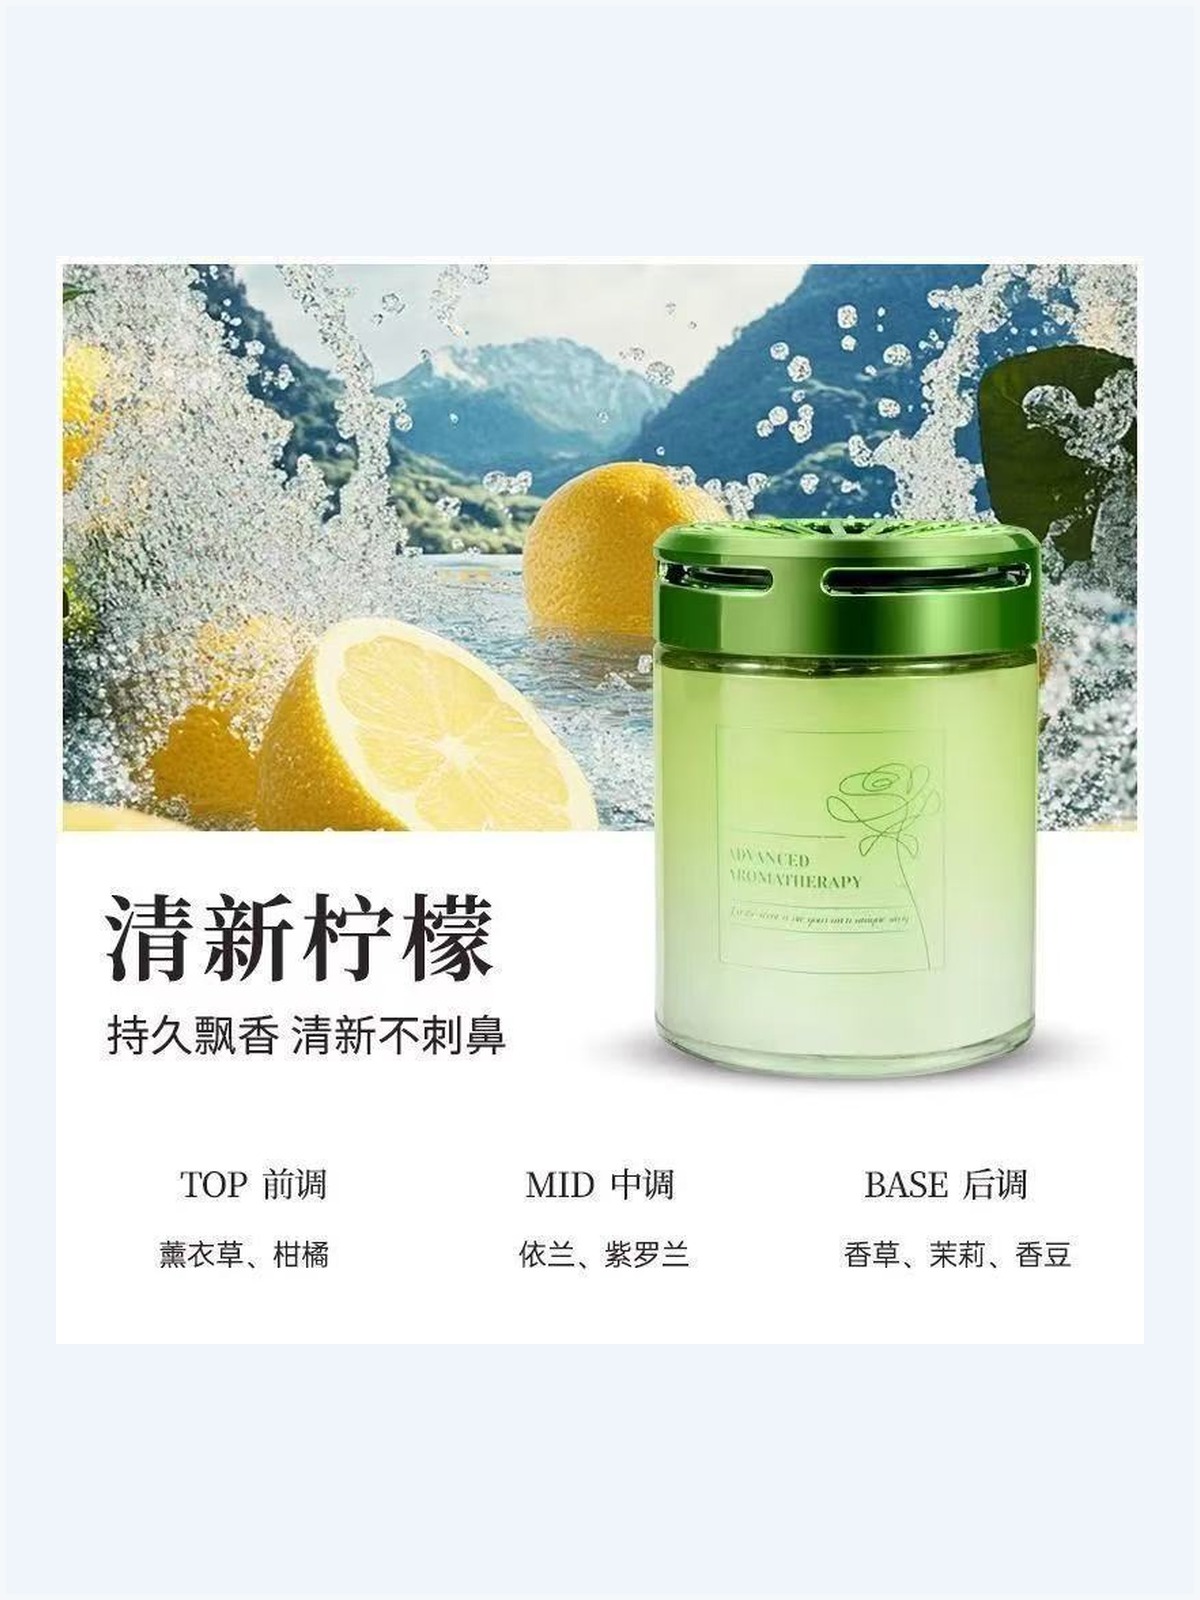 ADVANCED
AROMATHERAPY
清新柠檬
持久飘香 清新不刺鼻
TOP 前调
MID 中调
BASE 后调
薰衣草、柑橘
依兰、紫罗兰
香草、茉莉、香豆